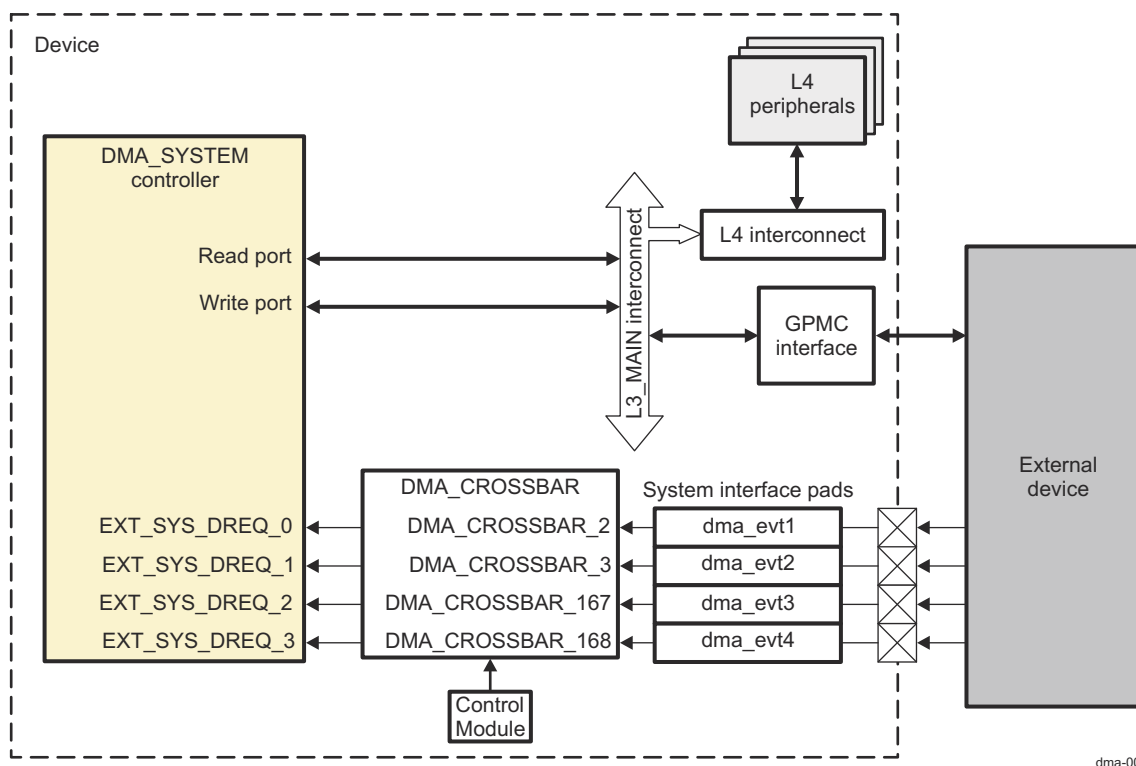 Device
L4
peripherals
DMA_SYSTEM
controller
Read port
Write port
L3_MAIN interconnect
L4 interconnect
GPMC
interface
External
device
DMA_CROSSBAR
System interface pads
EXT_SYS_DREQ_0
DMA_CROSSBAR_2
dma_evt1
EXT_SYS_DREQ_1
DMA_CROSSBAR_3
dma_evt2
EXT_SYS_DREQ_2
DMA_CROSSBAR_167
dma_evt3
EXT_SYS_DREQ_3
DMA_CROSSBAR_168
dma_evt4
Control
Module